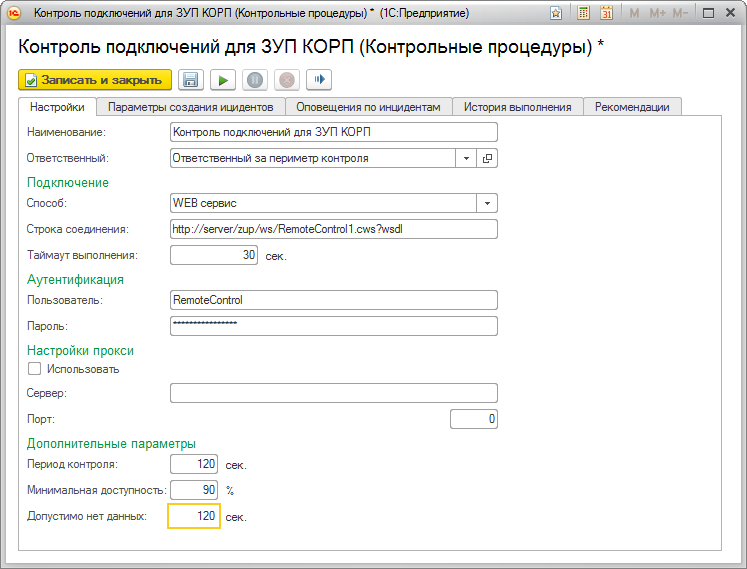 Контроль подключений для ЗУП КОРП (Контрольные процедуры) * (1С:Предприятие)
M M+ M-
Контроль подключений для ЗУП КОРП (Контрольные процедуры) *
Записать и закрыть
Настройки Параметры создания ицидентов Оповещения по инцидентам История выполнения Рекомендации
Наименование: Контроль подключений для ЗУП КОРП
Ответственный: Ответственный за периметр контроля
Подключение
Способ: WEB сервис
Строка соединения: http://server/zup/ws/RemoteControl1.cws?wsdl
Таймаут выполнения: 30 сек.
Аутентификация
Пользователь: RemoteControl
Пароль: ****************
Настройки прокси
Использовать
Сервер:
Порт: 0
Дополнительные параметры
Период контроля: 120 сек.
Минимальная доступность: 90 %
Допустимо нет данных: 120 сек.